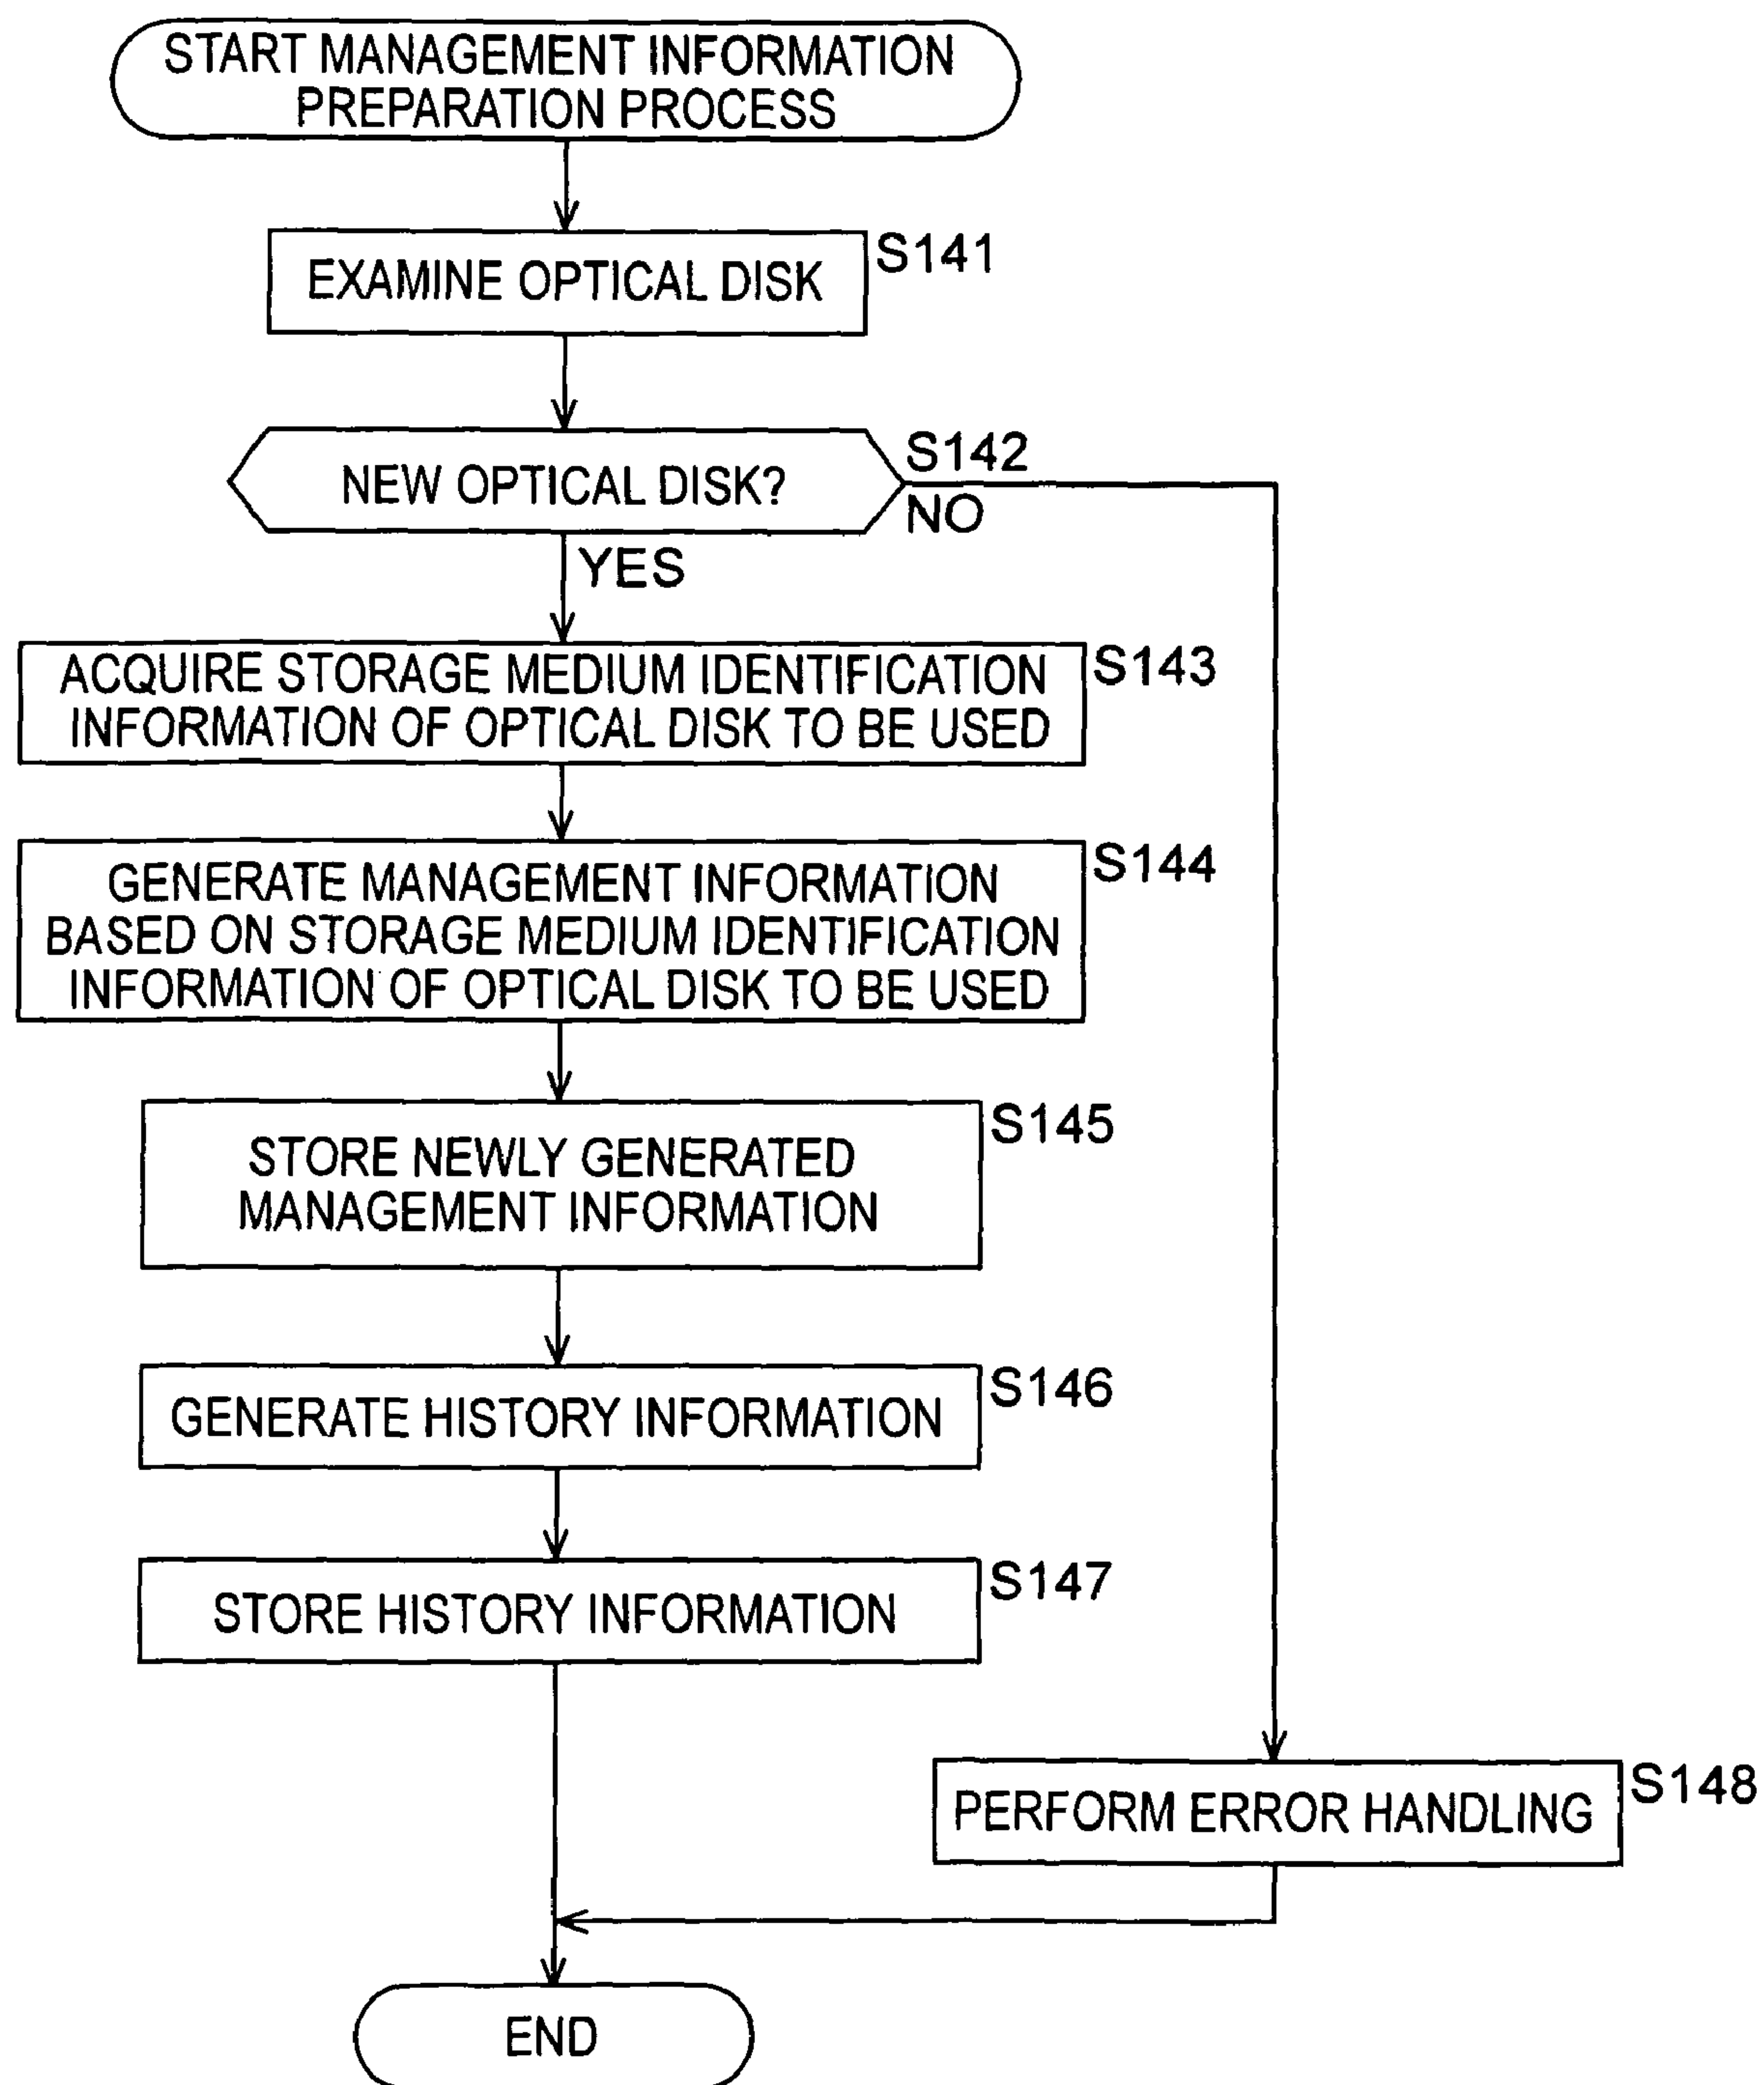 START MANAGEMENT INFORMATION
PREPARATION PROCESS
EXAMINE OPTICAL DISK
S141
NEW OPTICAL DISK?
S142
NO
YES
ACQUIRE STORAGE MEDIUM IDENTIFICATION
INFORMATION OF OPTICAL DISK TO BE USED
S143
GENERATE MANAGEMENT INFORMATION
BASED ON STORAGE MEDIUM IDENTIFICATION
INFORMATION OF OPTICAL DISK TO BE USED
S144
STORE NEWLY GENERATED
MANAGEMENT INFORMATION
S145
GENERATE HISTORY INFORMATION
S146
STORE HISTORY INFORMATION
S147
PERFORM ERROR HANDLING
S148
END